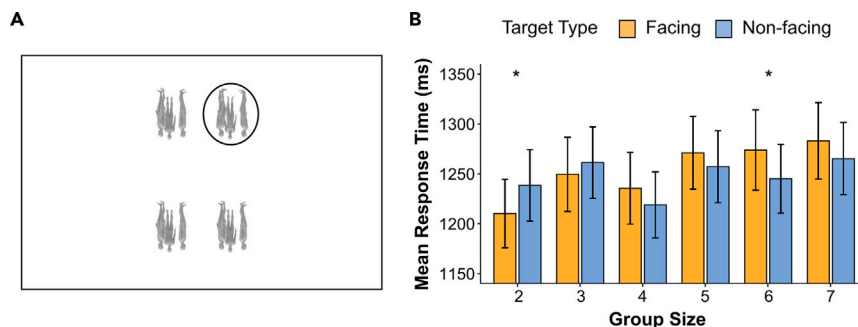 A
B
Target Type Facing Non-facing
* *
1350
1300
1250
1200
1150
Mean Response Time (ms)
2 3 4 5 6 7
Group Size